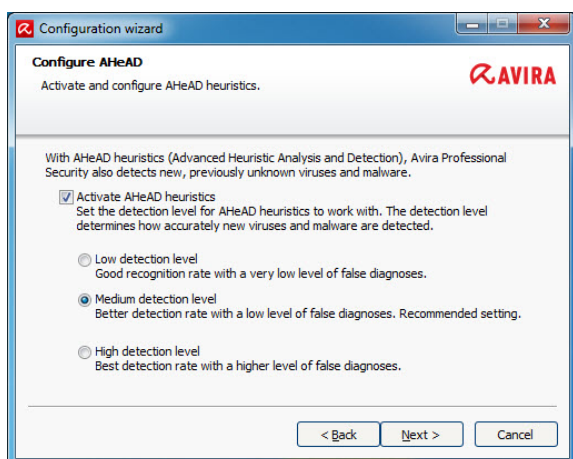 Configuration wizard
Configure AHeAD
Activate and configure AHeAD heuristics.
AVIRA
With AHeAD heuristics (Advanced Heuristic Analysis and Detection), Avira Professional
Security also detects new, previously unknown viruses and malware.
Activate AHeAD heuristics
Set the detection level for AHeAD heuristics to work with. The detection level
determines how accurately new viruses and malware are detected.
Low detection level
Good recognition rate with a very low level of false diagnoses.
Medium detection level
Better detection rate with a low level of false diagnoses. Recommended setting.
High detection level
Best detection rate with a higher level of false diagnoses.
< Back Next > Cancel